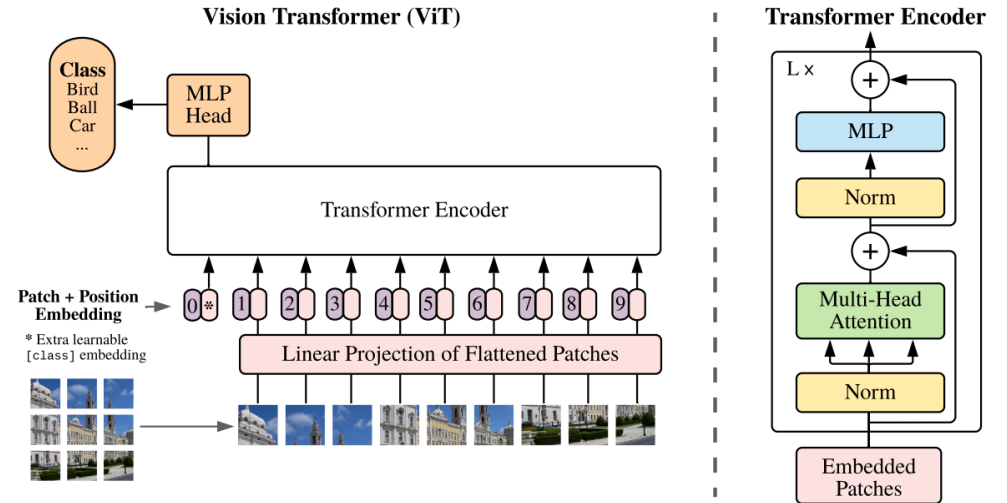 Vision Transformer (ViT)
Class
Bird
Ball
Car
...
MLP
Head
Transformer Encoder
Patch + Position
Embedding
0 * 1 2 3 4 5 6 7 8 9
* Extra learnable
[class] embedding
Linear Projection of Flattened Patches
Transformer Encoder
L ×
+
MLP
Norm
+
Multi-Head
Attention
Norm
Embedded
Patches